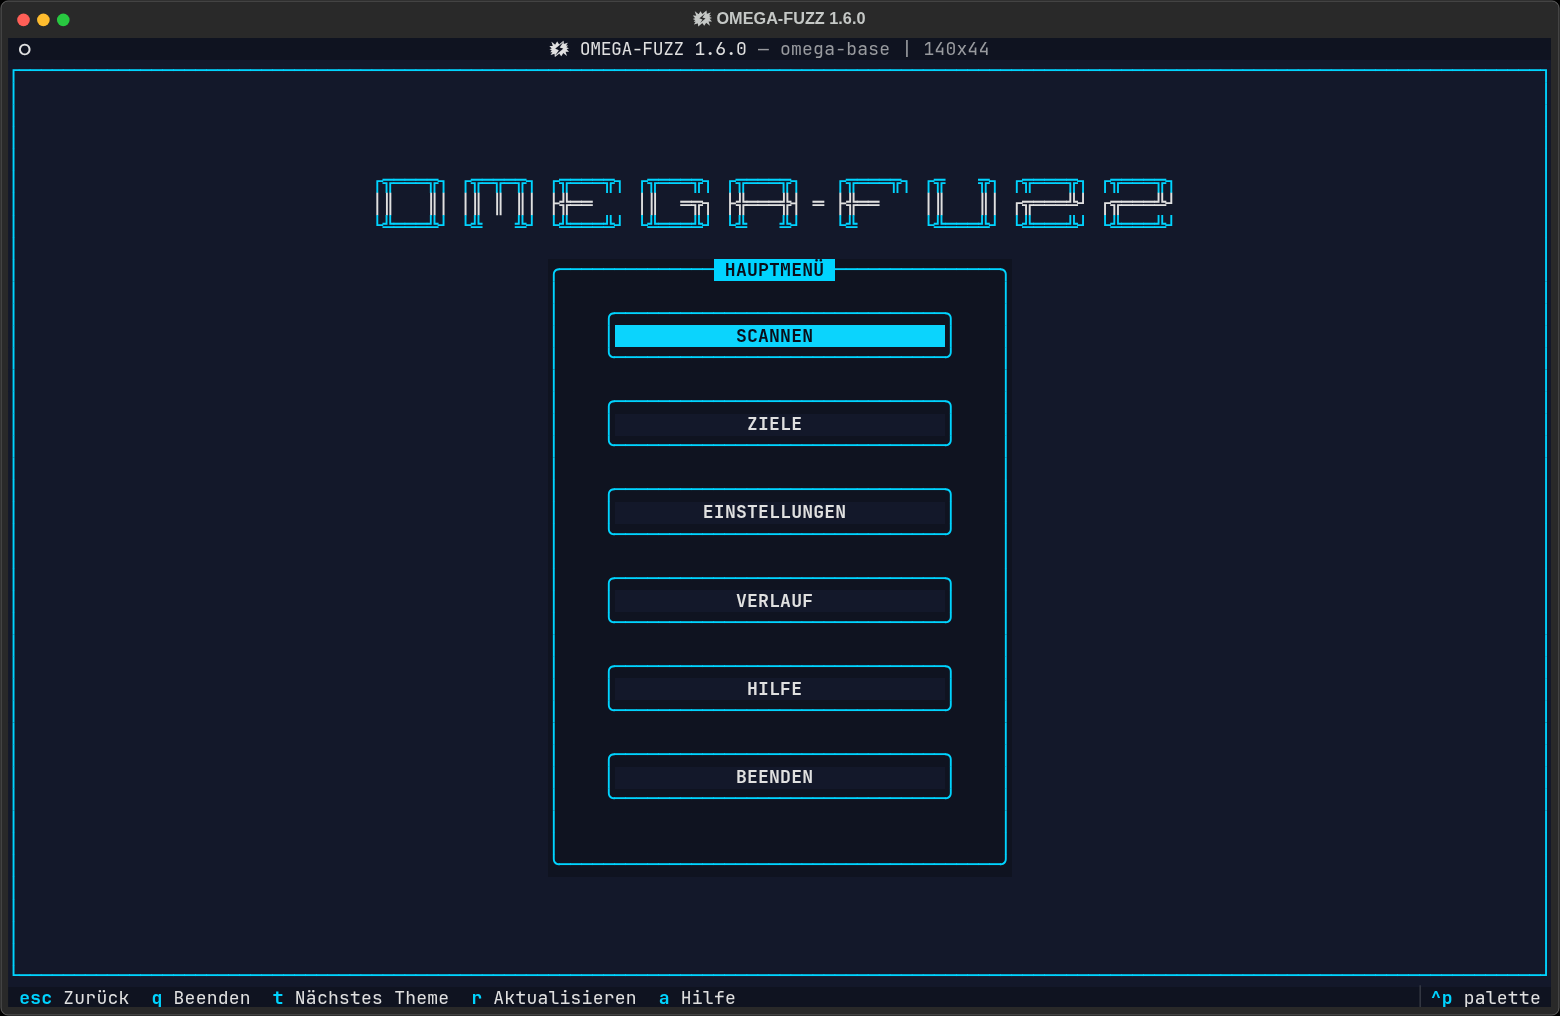 OMEGA-FUZZ 1.6.0
OMEGA-FUZZ 1.6.0 — omega-base | 140x44
OMEGA-FUZZ
HAUPTMENÜ
SCANNEN
ZIELE
EINSTELLUNGEN
VERLAUF
HILFE
BEENDEN
esc Zurück q Beenden t Nächstes Theme r Aktualisieren a Hilfe ^p palette